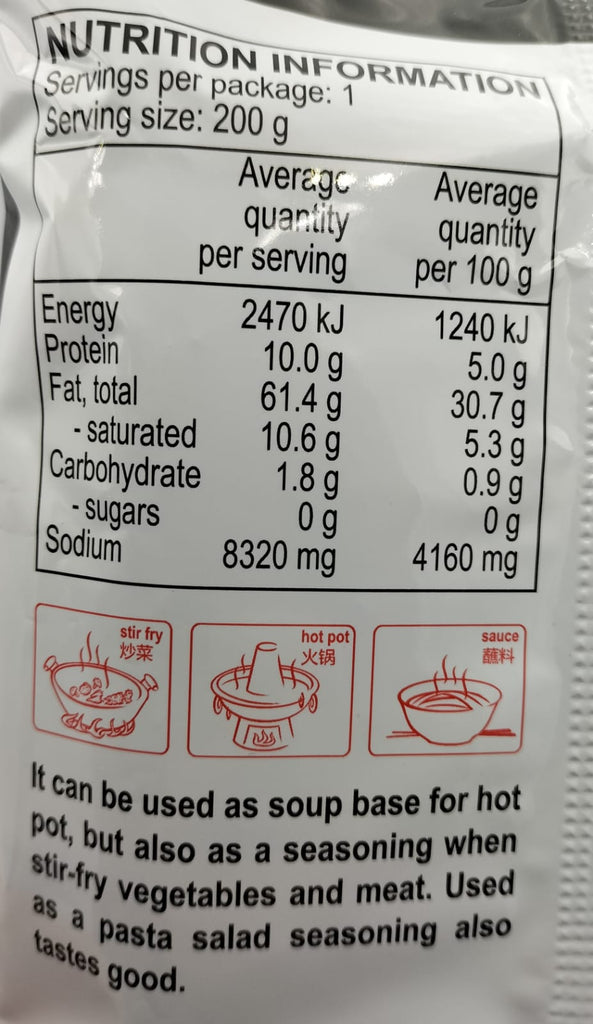 NUTRITION INFORMATION
Servings per package: 1
Serving size: 200 g
Average quantity per serving Average quantity per 100 g
Energy 2470 kJ 1240 kJ
Protein 10.0 g 5.0 g
Fat, total 61.4 g 30.7 g
- saturated 10.6 g 5.3 g
Carbohydrate 1.8 g 0.9 g
- sugars 0 g 0 g
Sodium 8320 mg 4160 mg
stir fry
炒菜
hot pot
火锅
sauce
蘸料
It can be used as soup base for hot
pot, but also as a seasoning when
stir-fry vegetables and meat. Used
as a pasta salad seasoning also
tastes good.